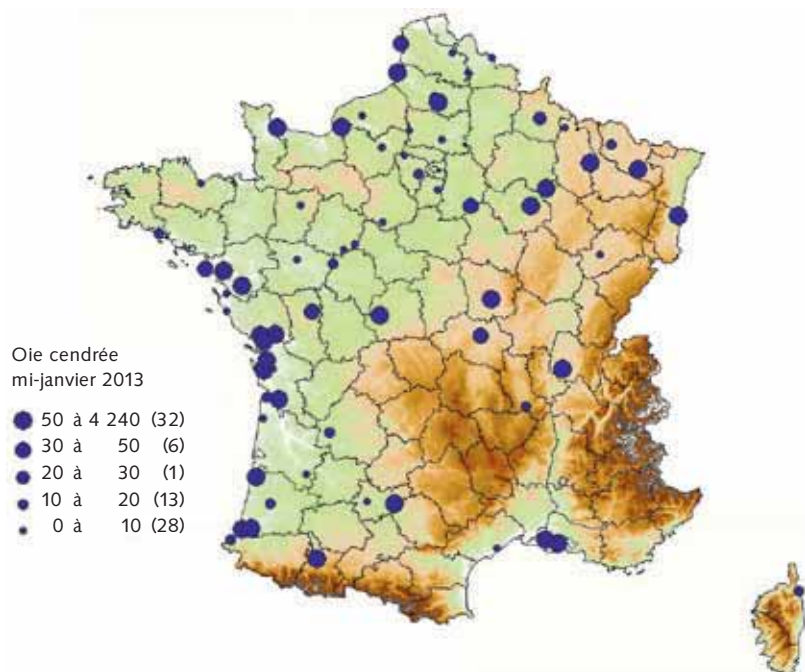 Oie cendrée
mi-janvier 2013
50 à 4 240 (32)
30 à 50 (6)
20 à 30 (1)
10 à 20 (13)
0 à 10 (28)